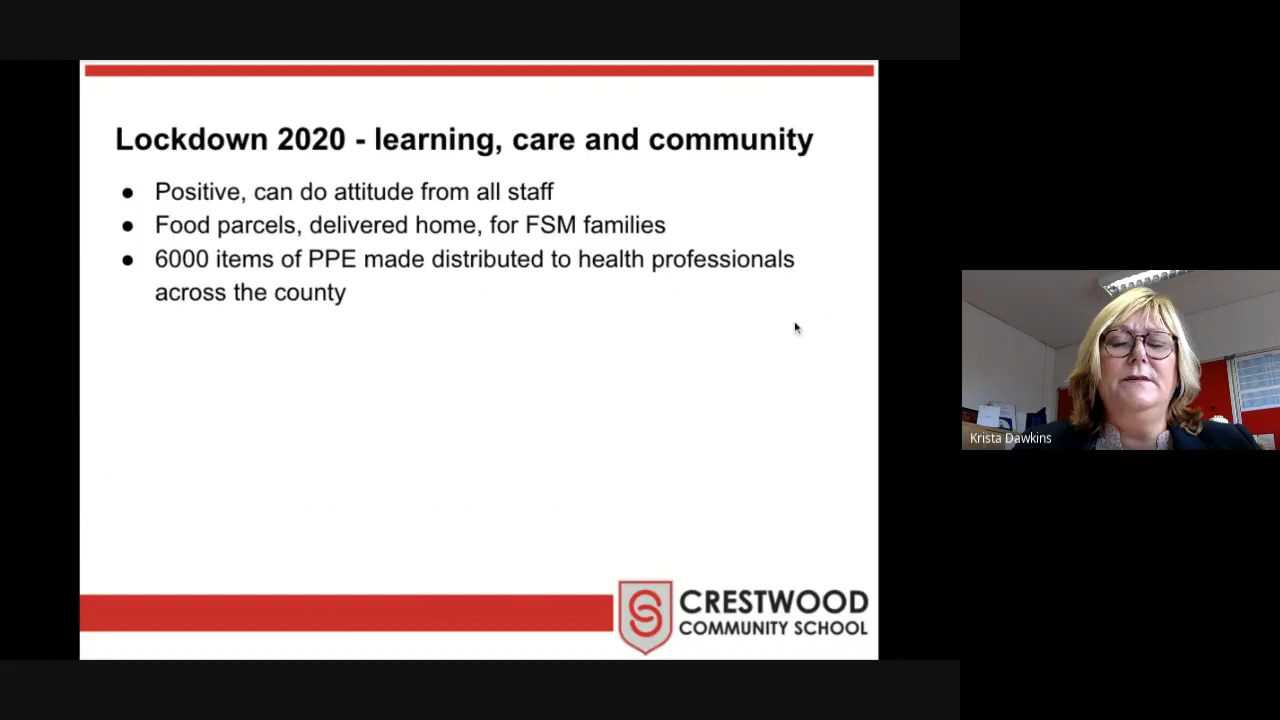 Lockdown 2020 - learning, care and community
● Positive, can do attitude from all staff
● Food parcels, delivered home, for FSM families
● 6000 items of PPE made distributed to health professionals
across the county
CRESTWOOD
COMMUNITY SCHOOL
Krista Dawkins